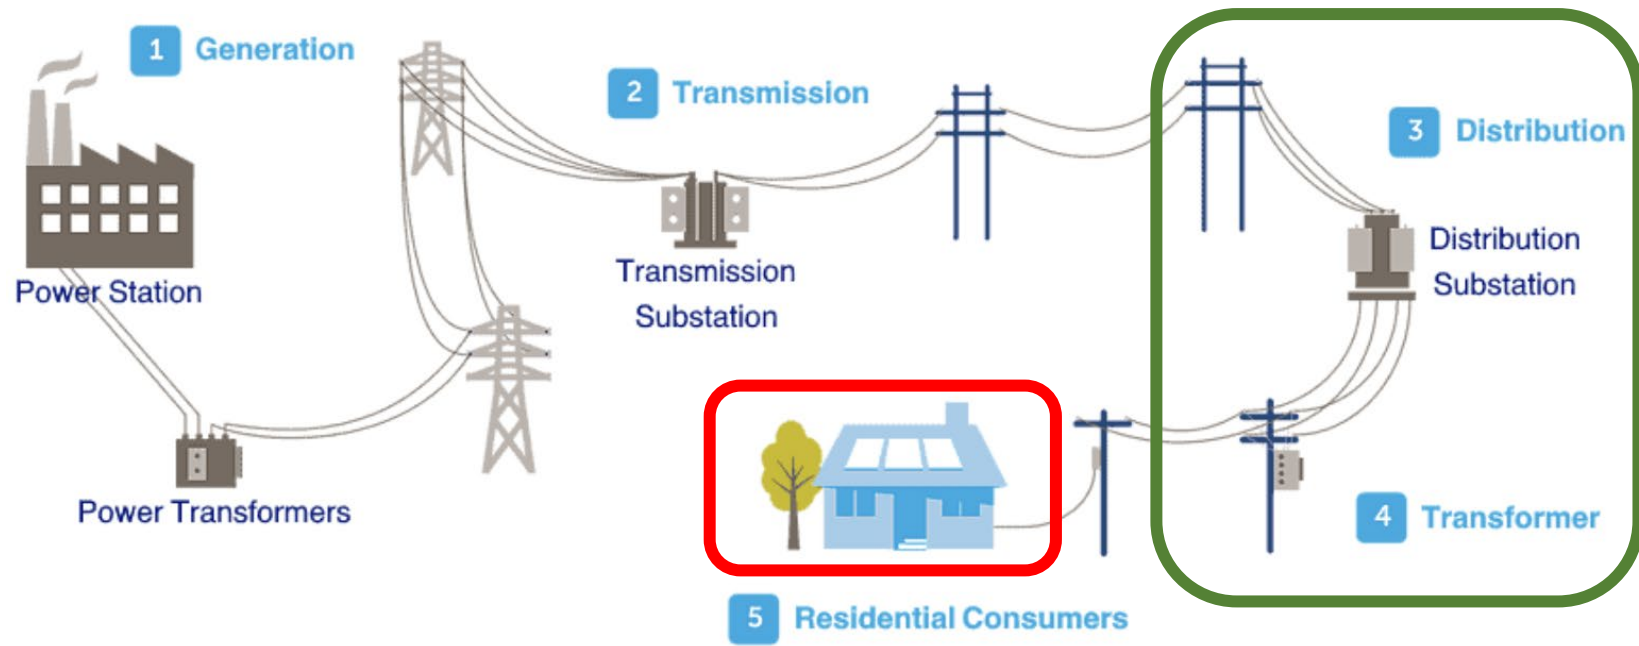 1 Generation
Power Station
Power Transformers
2 Transmission
Transmission
Substation
3 Distribution
Distribution
Substation
4 Transformer
5 Residential Consumers